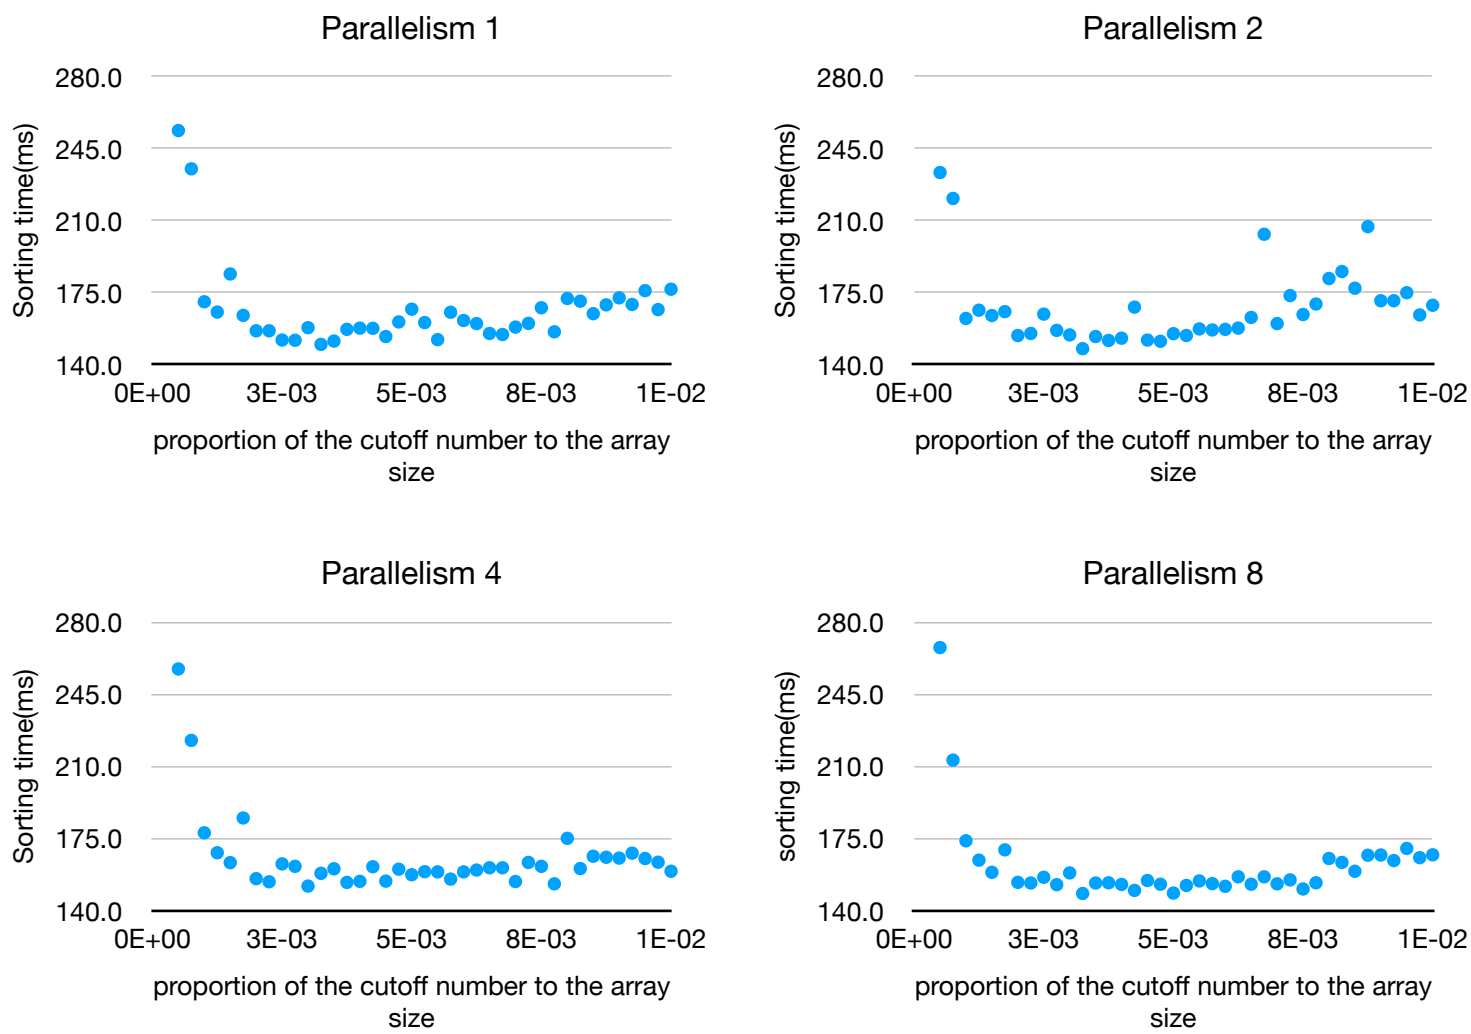 Parallelism 1
Sorting time(ms)
280.0
245.0
210.0
175.0
140.0
0E+00 3E-03 5E-03 8E-03 1E-02
proportion of the cutoff number to the array
size
Parallelism 2
Sorting time(ms)
280.0
245.0
210.0
175.0
140.0
0E+00 3E-03 5E-03 8E-03 1E-02
proportion of the cutoff number to the array
size
Parallelism 4
Sorting time(ms)
280.0
245.0
210.0
175.0
140.0
0E+00 3E-03 5E-03 8E-03 1E-02
proportion of the cutoff number to the array
size
Parallelism 8
sorting time(ms)
280.0
245.0
210.0
175.0
140.0
0E+00 3E-03 5E-03 8E-03 1E-02
proportion of the cutoff number to the array
size